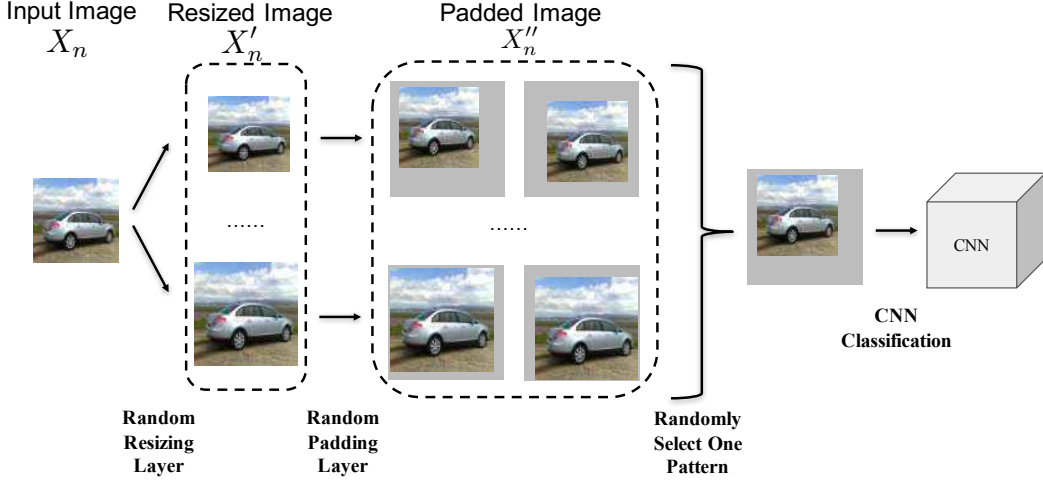 Input Image
X_n
Resized Image
X'_n
Padded Image
X''_n
......
......
CNN
CNN
Classification
Random
Resizing
Layer
Random
Padding
Layer
Randomly
Select One
Pattern